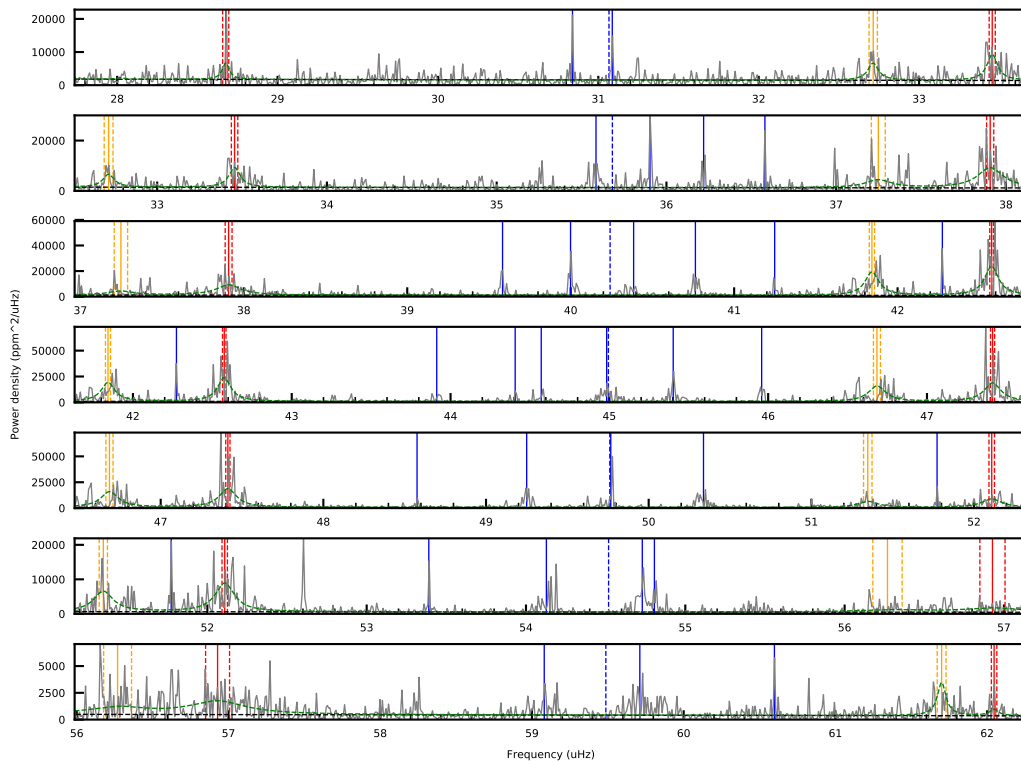 20000
10000
0
28 29 30 31 32 33
20000
0
33 34 35 36 37 38
60000
40000
20000
0
37 38 39 40 41 42
Power density (ppm^2/uHz)
50000
25000
0
42 43 44 45 46 47
50000
25000
0
47 48 49 50 51 52
20000
10000
0
52 53 54 55 56 57
5000
2500
0
56 57 58 59 60 61 62
Frequency (uHz)